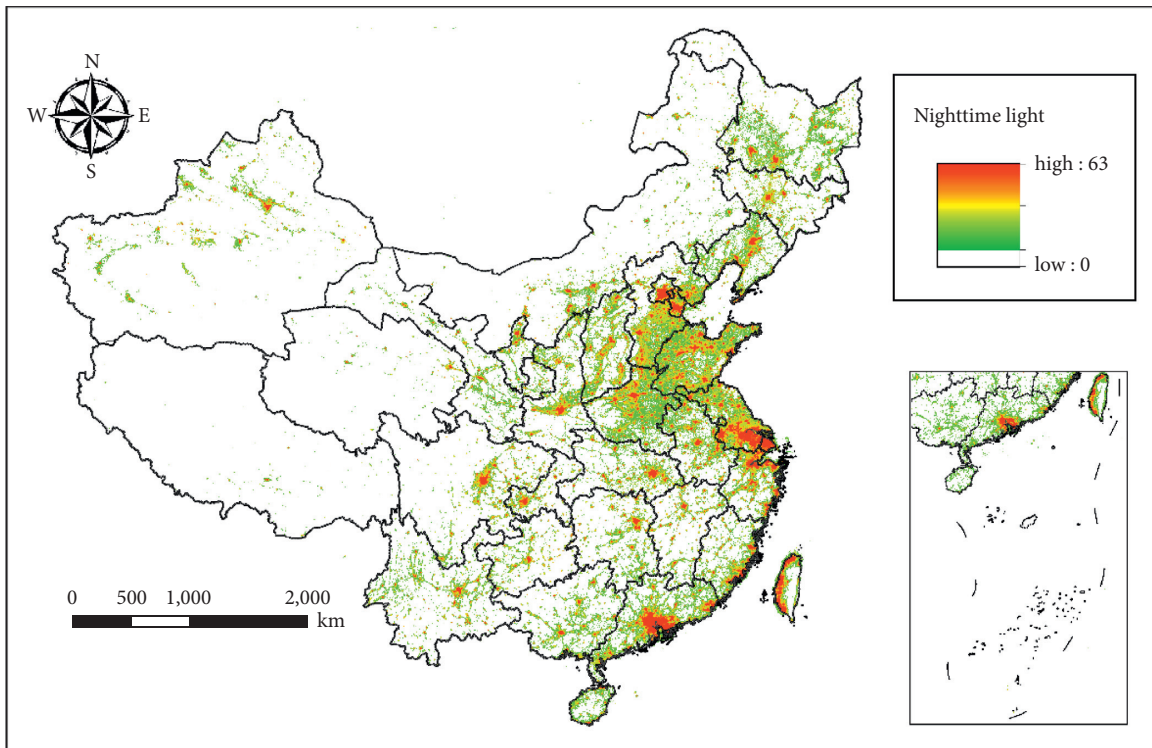 N
W E
S
Nighttime light
high : 63
low : 0
0 500 1,000 2,000
km